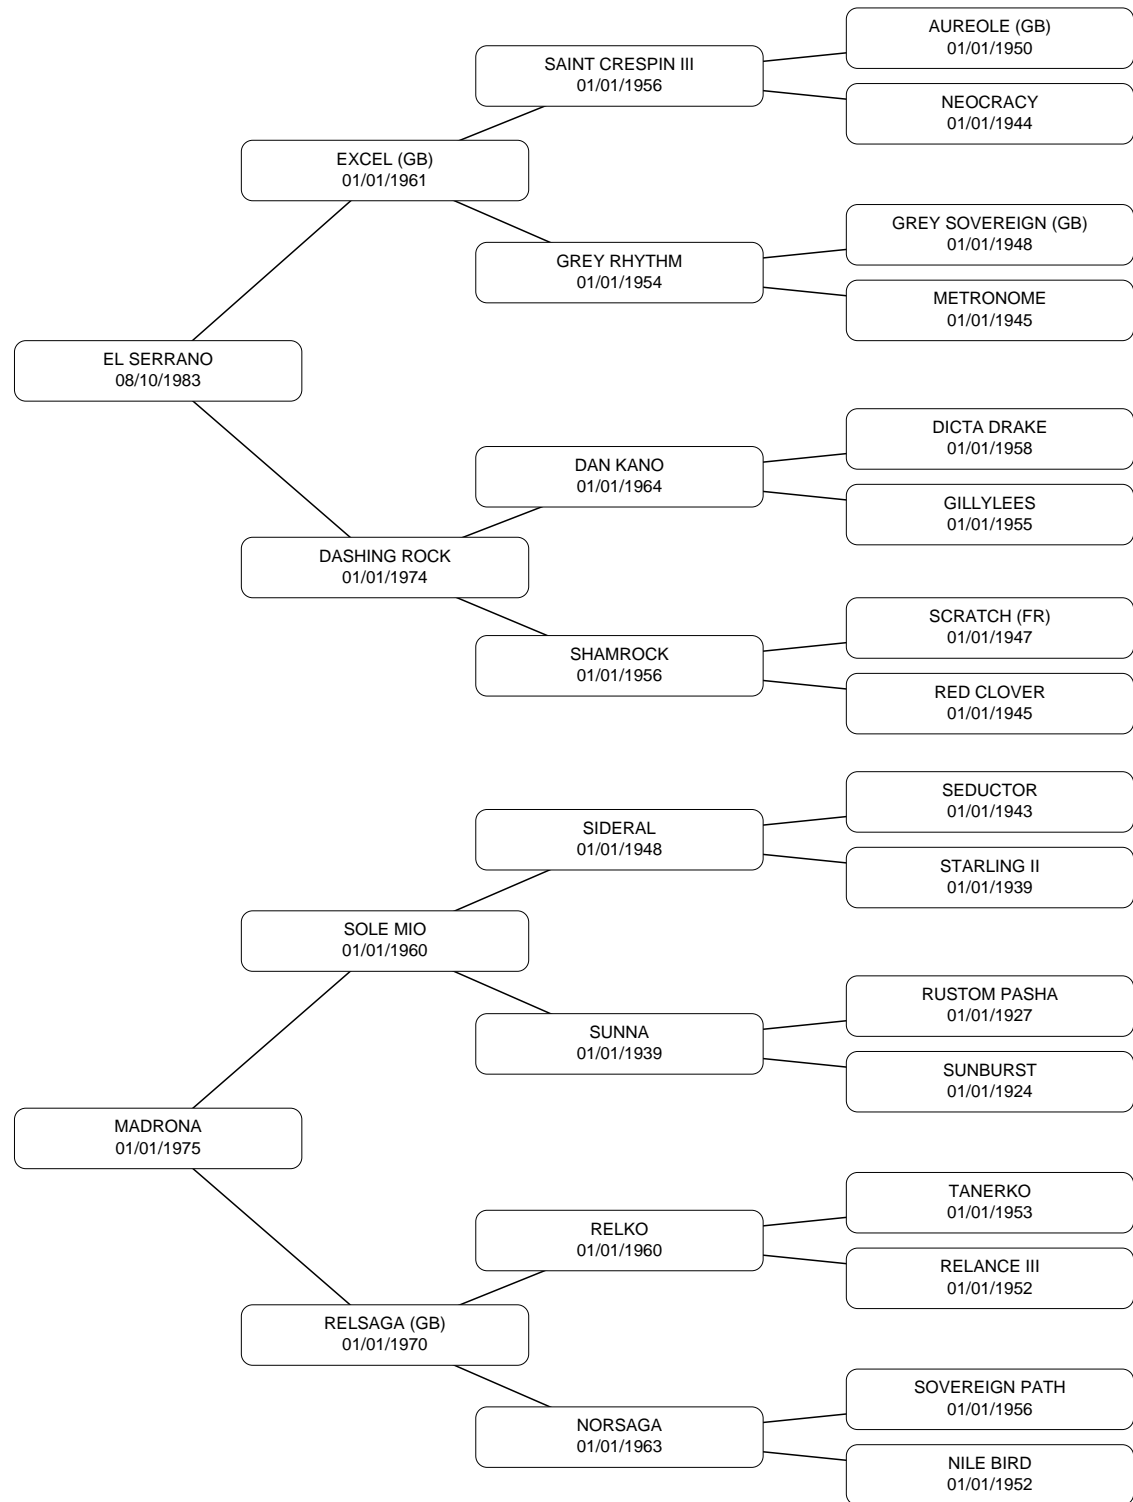 AUREOLE (GB)
01/01/1950
SAINT CRESPIN III
01/01/1956
NEOCRACY
01/01/1944
EXCEL (GB)
01/01/1961
GREY SOVEREIGN (GB)
01/01/1948
GREY RHYTHM
01/01/1954
METRONOME
01/01/1945
EL SERRANO
08/10/1983
DICTA DRAKE
01/01/1958
DAN KANO
01/01/1964
GILLYLEES
01/01/1955
DASHING ROCK
01/01/1974
SCRATCH (FR)
01/01/1947
SHAMROCK
01/01/1956
RED CLOVER
01/01/1945
SEDUCTOR
01/01/1943
SIDERAL
01/01/1948
STARLING II
01/01/1939
SOLE MIO
01/01/1960
RUSTOM PASHA
01/01/1927
SUNNA
01/01/1939
SUNBURST
01/01/1924
MADRONA
01/01/1975
TANERKO
01/01/1953
RELKO
01/01/1960
RELANCE III
01/01/1952
RELSAGA (GB)
01/01/1970
SOVEREIGN PATH
01/01/1956
NORSAGA
01/01/1963
NILE BIRD
01/01/1952